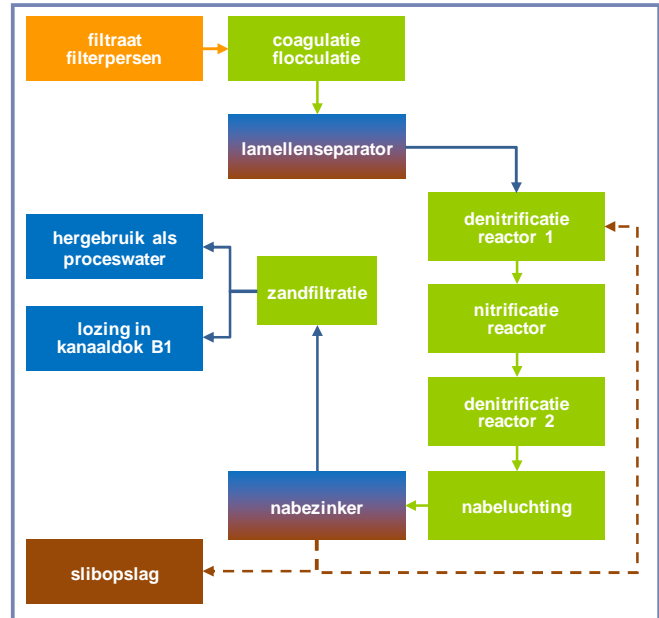 filtraat
filterpersen
coagulatie
flocculatie
lamellenseparator
denitrificatie
reactor 1
hergebruik als
proceswater
zandfiltratie
nitrificatie
reactor
lozing in
kanaaldok B1
denitrificatie
reactor 2
nabezinker
nabeluchting
slibopslag